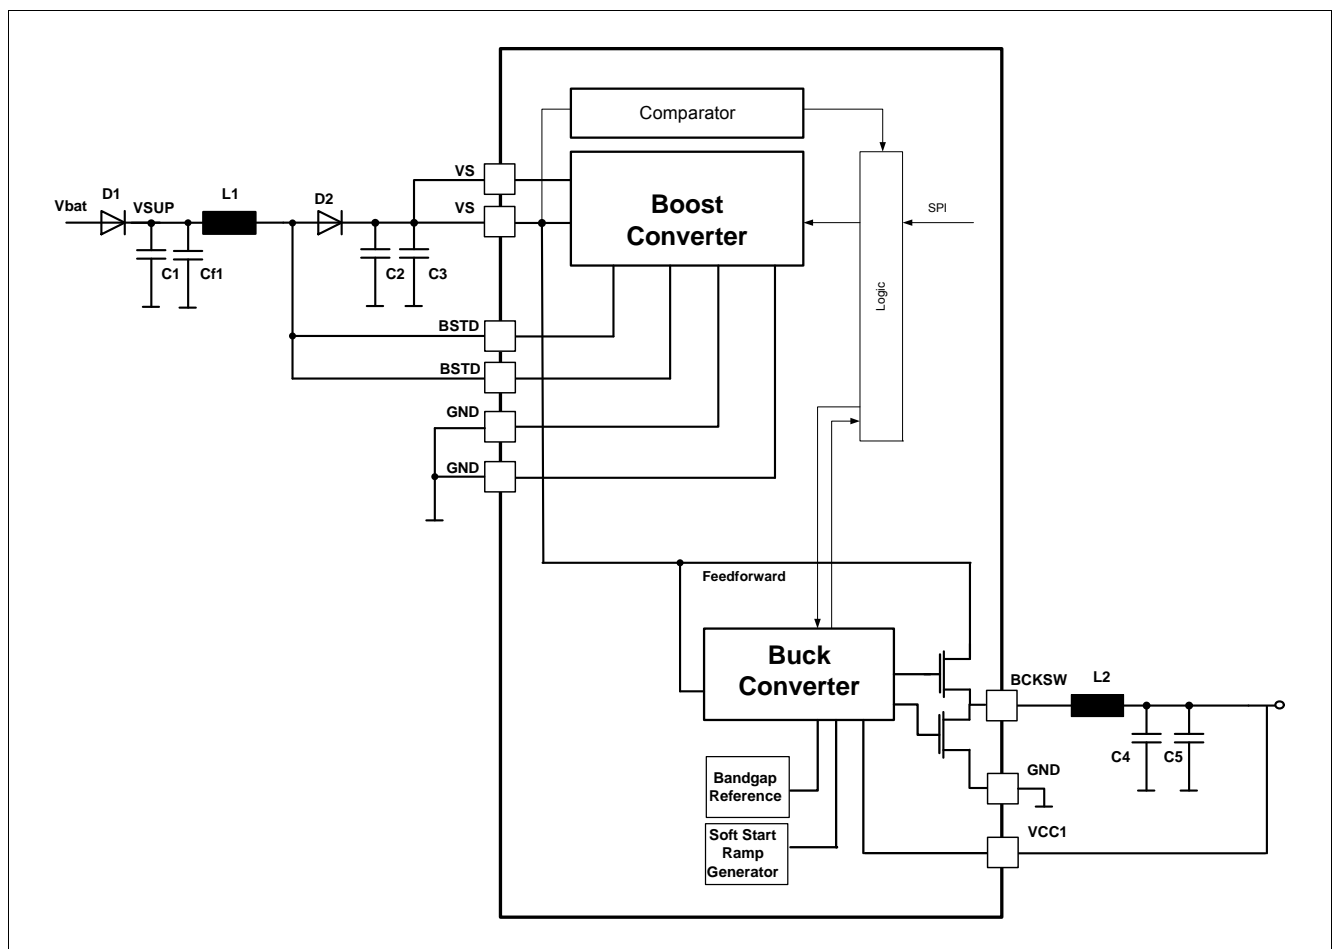 Comparator
VS
D1
L1
D2
Vbat
VSUP
VS
Boost
Converter
SPI
C1
Cf1
C2
C3
Logic
BSTD
BSTD
GND
GND
Feedforward
Buck
Converter
BCKSW
L2
C4
C5
Bandgap
Reference
GND
Soft Start
Ramp
Generator
VCC1